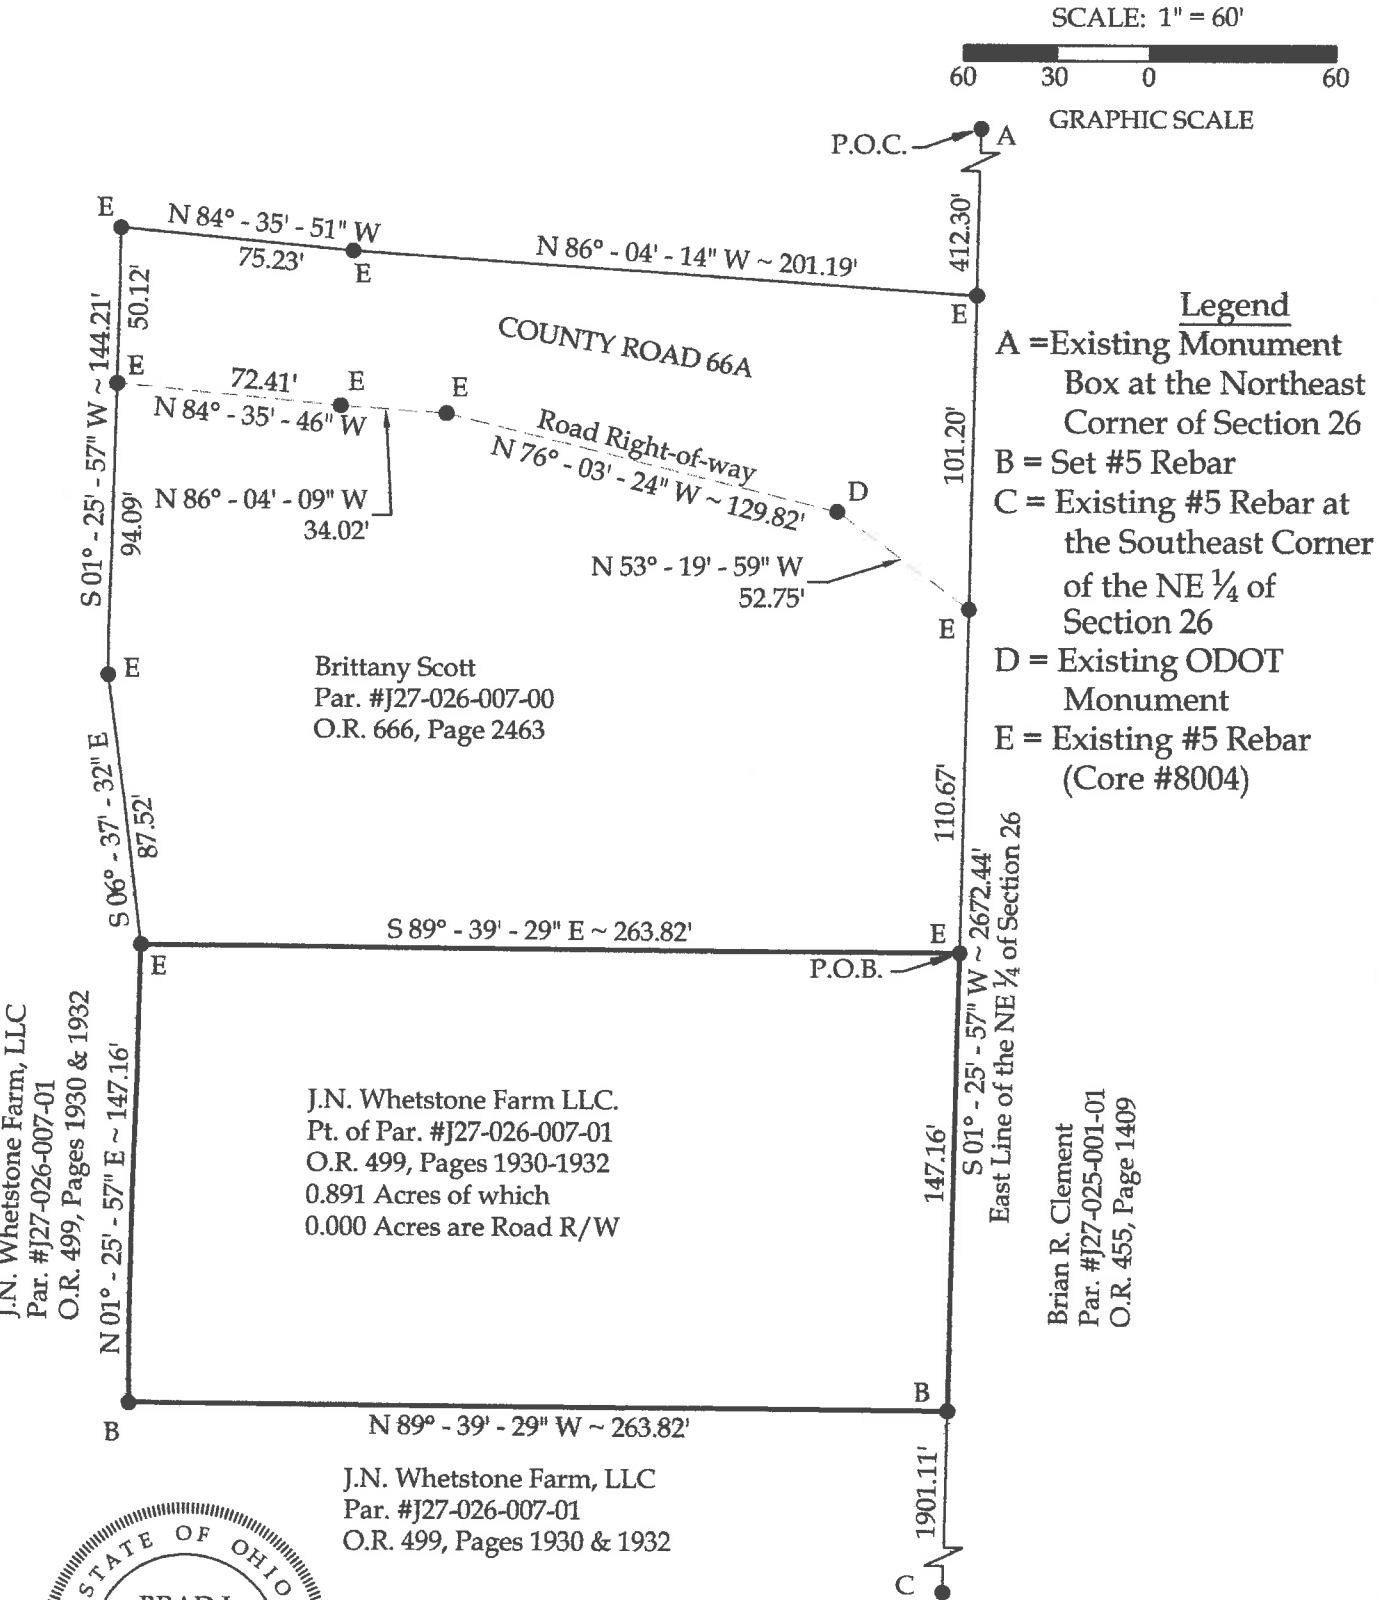 SCALE: 1" = 60'
60 30 0 60
GRAPHIC SCALE
P.O.C.
A
412.30'
E
N 84° - 35' - 51" W
75.23'
E
N 86° - 04' - 14" W ~ 201.19'
E
50.12'
S 01° - 25' - 57" W ~ 144.21'
COUNTY ROAD 66A
E
72.41'
N 84° - 35' - 46" W
E
E
Road Right-of-way
N 76° - 03' - 24" W ~ 129.82'
D
101.20'
N 86° - 04' - 09" W
34.02'
94.09'
N 53° - 19' - 59" W
52.75'
E
E
Legend
A =Existing Monument
Box at the Northeast
Corner of Section 26
B = Set #5 Rebar
C = Existing #5 Rebar at
the Southeast Corner
of the NE ¼ of
Section 26
D = Existing ODOT
Monument
E = Existing #5 Rebar
(Core #8004)
Brittany Scott
Par. #J27-026-007-00
O.R. 666, Page 2463
S 06° - 37' - 32" E
87.52'
110.67'
S 89° - 39' - 29" E ~ 263.82'
E
E
P.O.B.
S 01° - 25' - 57" W ~ 2672.44'
East Line of the NE ¼ of Section 26
J.N. Whetstone Farm, LLC
Par. #J27-026-007-01
O.R. 499, Pages 1930 & 1932
N 01° - 25' - 57" E ~ 147.16'
J.N. Whetstone Farm LLC.
Pt. of Par. #J27-026-007-01
O.R. 499, Pages 1930-1932
0.891 Acres of which
0.000 Acres are Road R/W
147.16'
Brian R. Clement
Par. #J27-025-001-01
O.R. 455, Page 1409
B
B
N 89° - 39' - 29" W ~ 263.82'
J.N. Whetstone Farm, LLC
Par. #J27-026-007-01
O.R. 499, Pages 1930 & 1932
1901.11'
C
STATE OF OHIO